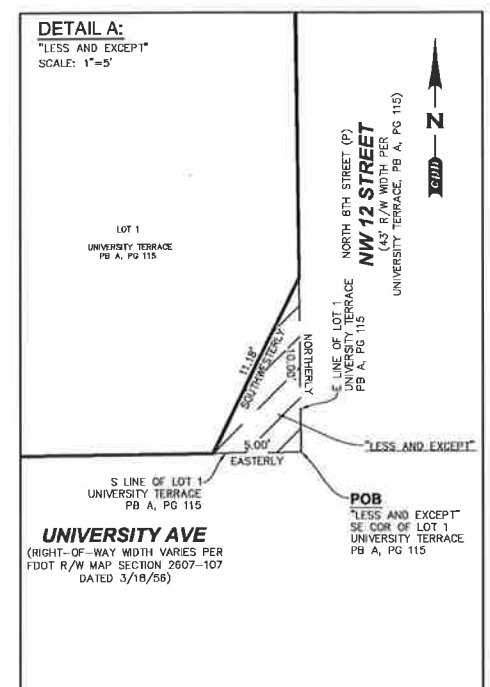 DETAIL A:
"LESS AND EXCEPT"
SCALE: 1"=5'
NORTH 8TH STREET (P)
NW 12 STREET
(43' R/W WIDTH PER
UNIVERSITY TERRACE, PB A, PG 115)
N
cph
LOT 1
UNIVERSITY TERRACE
PB A, PG 115
11.18'
SOUTHWESTERLY
NORTHERLY
10.00'
E LINE OF LOT 1
UNIVERSITY TERRACE
PB A, PG 115
5.00'
EASTERLY
"LESS AND EXCEPT"
S LINE OF LOT 1
UNIVERSITY TERRACE
PB A, PG 115
POB
"LESS AND EXCEPT"
SE COR OF LOT 1
UNIVERSITY TERRACE
PB A, PG 115
UNIVERSITY AVE
(RIGHT-OF-WAY WIDTH VARIES PER
FDOT R/W MAP SECTION 2607-107
DATED 3/18/56)